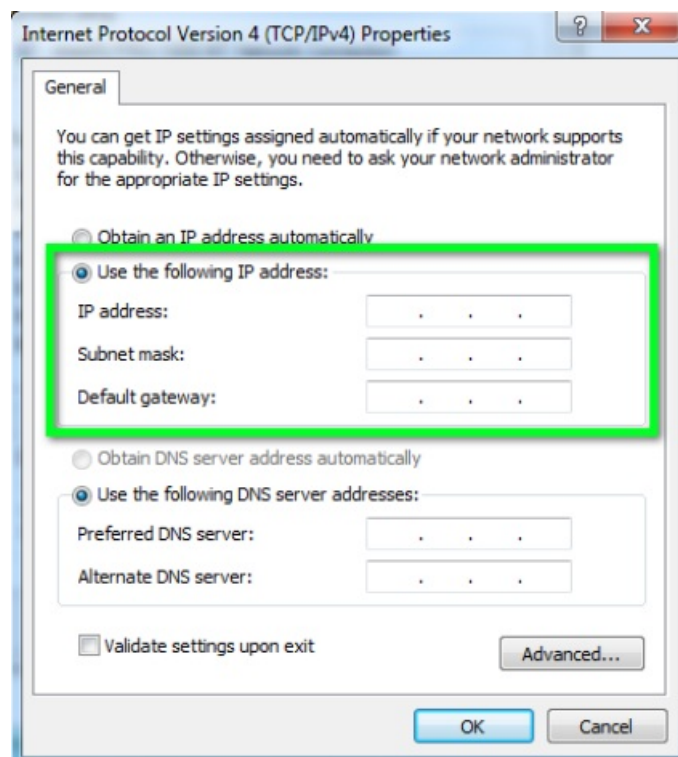 Internet Protocol Version 4 (TCP/IPv4) Properties
General
You can get IP settings assigned automatically if your network supports
this capability. Otherwise, you need to ask your network administrator
for the appropriate IP settings.
Obtain an IP address automatically
Use the following IP address:
IP address: . . .
Subnet mask: . . .
Default gateway: . . .
Obtain DNS server address automatically
Use the following DNS server addresses:
Preferred DNS server: . . .
Alternate DNS server: . . .
Validate settings upon exit
Advanced...
OK Cancel